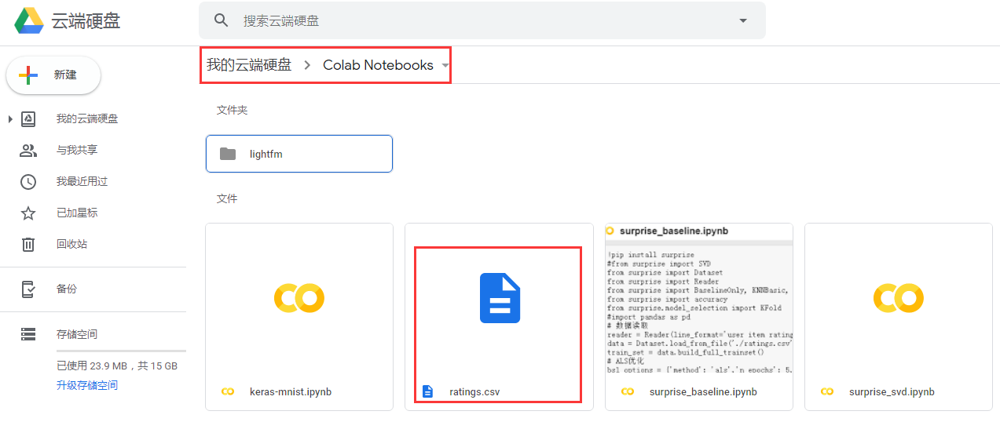 云端硬盘
搜索云端硬盘
我的云端硬盘 > Colab Notebooks
新建
我的云端硬盘
与我共享
我最近用过
已加星标
回收站
备份
存储空间
已使用 23.9 MB，共 15 GB
升级存储空间
文件夹
lightfm
文件
keras-mnist.ipynb
ratings.csv
surprise_baseline.ipynb
!pip install surprise
#from surprise import SVD
from surprise import Dataset
from surprise import Reader
from surprise import BaselineOnly, KNNBasic,
from surprise import accuracy
from surprise.model_selection import KFold
#import pandas as pd
# 数据读取
reader = Reader(line_format='user item rating
data = Dataset.load_from_file('./ratings.csv'
train_set = data.build_full_trainset()
# ALS优化
bsl_options = {'method': 'als','n_epochs': 5,
surprise_baseline.ipynb
surprise_svd.ipynb